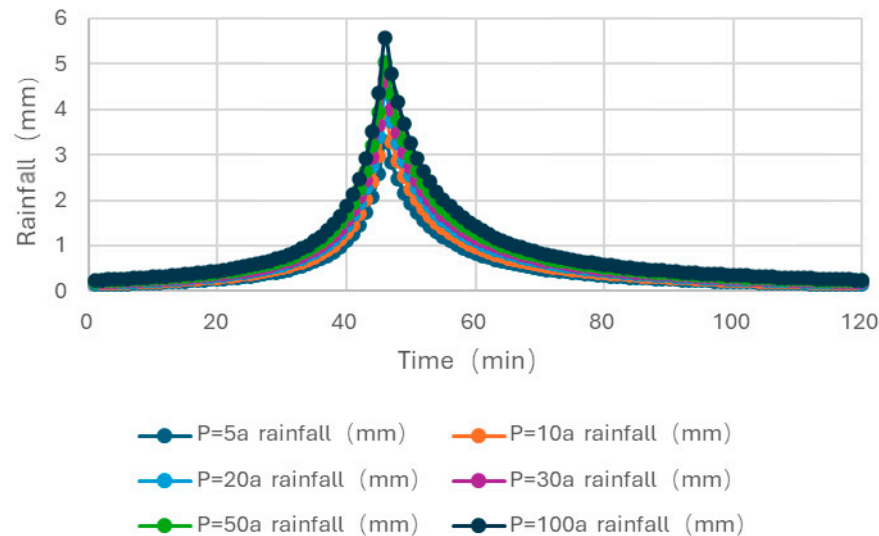 6
5
4
3
2
1
0
Rainfall（mm）
0 20 40 60 80 100 120
Time（min）
P=5a rainfall（mm） P=10a rainfall（mm）
P=20a rainfall（mm） P=30a rainfall（mm）
P=50a rainfall（mm） P=100a rainfall（mm）